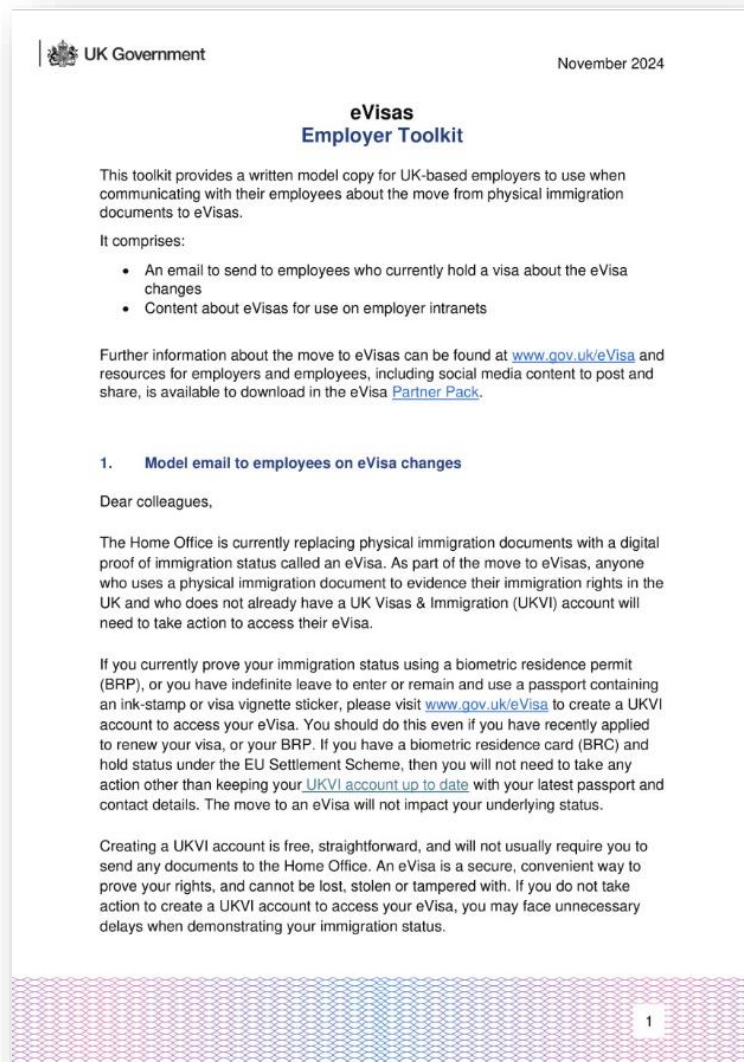 UK Government
November 2024
eVisas
Employer Toolkit
This toolkit provides a written model copy for UK-based employers to use when
communicating with their employees about the move from physical immigration
documents to eVisas.
It comprises:
• An email to send to employees who currently hold a visa about the eVisa
changes
• Content about eVisas for use on employer intranets
Further information about the move to eVisas can be found at www.gov.uk/eVisa and
resources for employers and employees, including social media content to post and
share, is available to download in the eVisa Partner Pack.
1. Model email to employees on eVisa changes
Dear colleagues,
The Home Office is currently replacing physical immigration documents with a digital
proof of immigration status called an eVisa. As part of the move to eVisas, anyone
who uses a physical immigration document to evidence their immigration rights in the
UK and who does not already have a UK Visas & Immigration (UKVI) account will
need to take action to access their eVisa.
If you currently prove your immigration status using a biometric residence permit
(BRP), or you have indefinite leave to enter or remain and use a passport containing
an ink-stamp or visa vignette sticker, please visit www.gov.uk/eVisa to create a UKVI
account to access your eVisa. You should do this even if you have recently applied
to renew your visa, or your BRP. If you have a biometric residence card (BRC) and
hold status under the EU Settlement Scheme, then you will not need to take any
action other than keeping your UKVI account up to date with your latest passport and
contact details. The move to an eVisa will not impact your underlying status.
Creating a UKVI account is free, straightforward, and will not usually require you to
send any documents to the Home Office. An eVisa is a secure, convenient way to
prove your rights, and cannot be lost, stolen or tampered with. If you do not take
action to create a UKVI account to access your eVisa, you may face unnecessary
delays when demonstrating your immigration status.
1